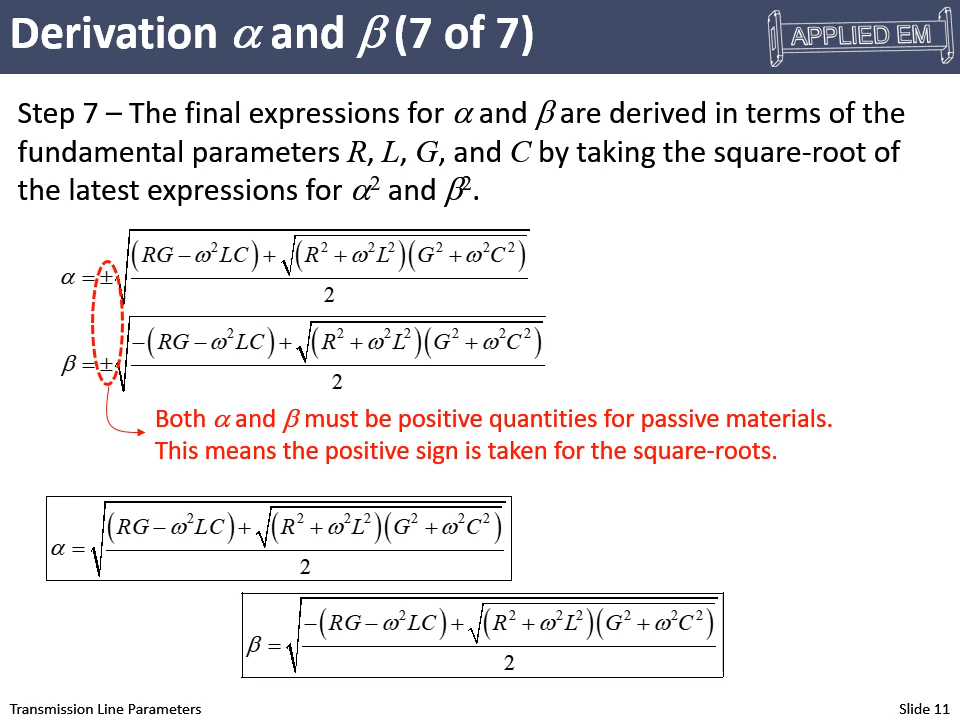 Derivation α and β (7 of 7)
APPLIED EM
Step 7 – The final expressions for α and β are derived in terms of the
fundamental parameters R, L, G, and C by taking the square-root of
the latest expressions for α² and β².
α = ±√(((RG − ω²LC) + √((R² + ω²L²)(G² + ω²C²))) / 2)
β = ±√((−(RG − ω²LC) + √((R² + ω²L²)(G² + ω²C²))) / 2)
Both α and β must be positive quantities for passive materials.
This means the positive sign is taken for the square-roots.
α = √(((RG − ω²LC) + √((R² + ω²L²)(G² + ω²C²))) / 2)
β = √((−(RG − ω²LC) + √((R² + ω²L²)(G² + ω²C²))) / 2)
Transmission Line Parameters
Slide 11